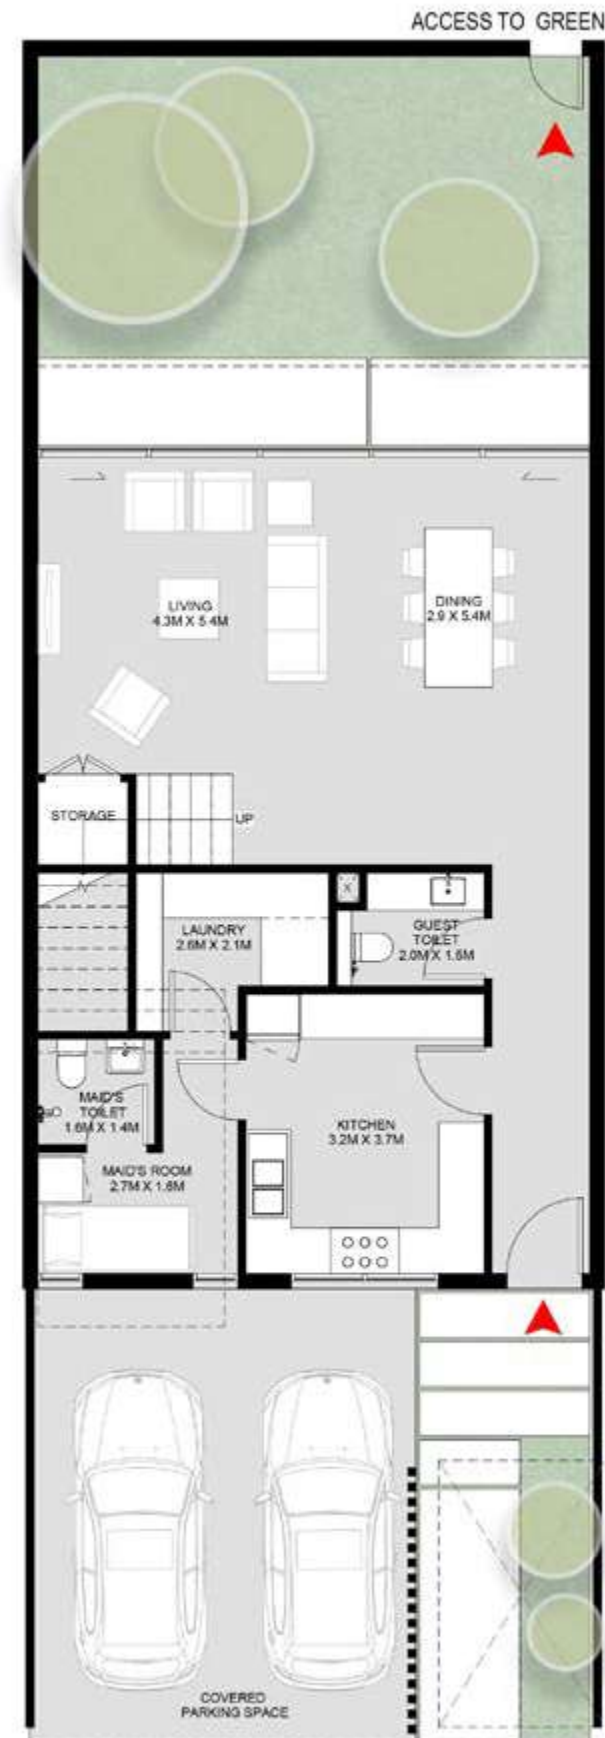 ACCESS TO GREEN
LIVING
4.3M X 5.4M
DINING
2.9 X 5.4M
STORAGE
UP
LAUNDRY
2.6M X 2.1M
X
GUEST
TOILET
2.0M X 1.5M
MAID'S
TOILET
1.6M X 1.4M
KITCHEN
3.2M X 3.7M
MAID'S ROOM
2.7M X 1.6M
COVERED
PARKING SPACE